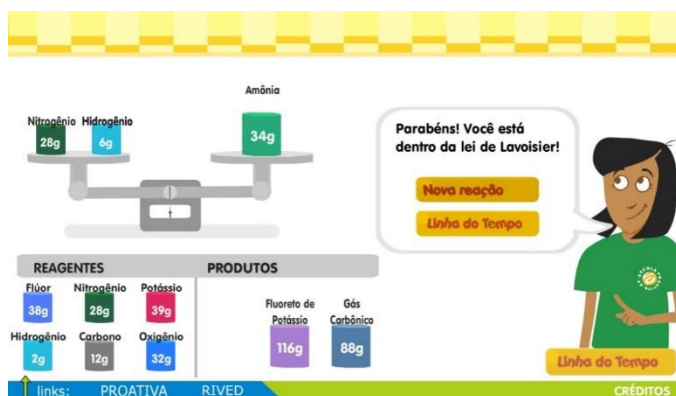 Amônia
Nitrogênio Hidrogênio
28g 6g
34g
Parabéns! Você está
dentro da lei de Lavoisier!
Nova reação
Linha do Tempo
REAGENTES
Flúor Nitrogênio Potássio
38g 28g 39g
Hidrogênio Carbono Oxigênio
2g 12g 32g
PRODUTOS
Fluoreto de
Potássio
Gás
Carbônico
116g 88g
Linha do Tempo
links: PROATIVA RIVED
CRÉDITOS